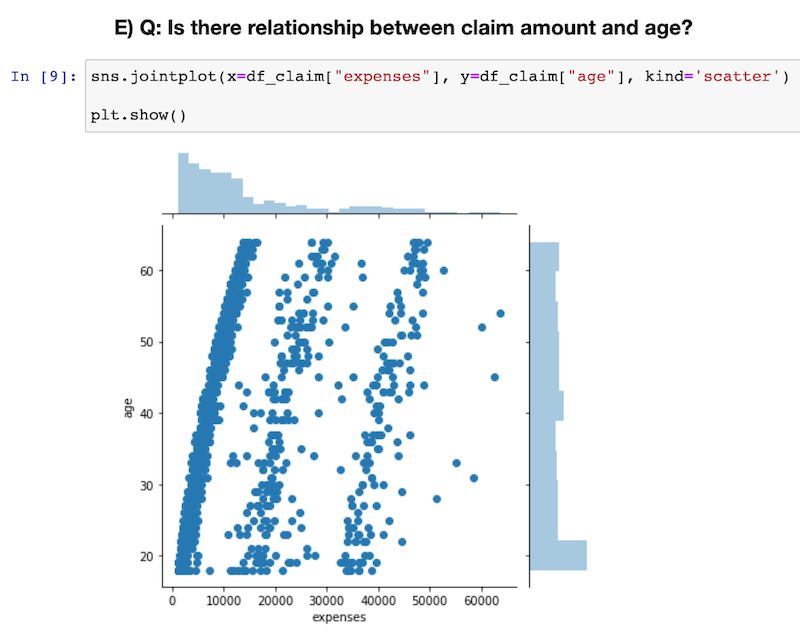 E) Q: Is there relationship between claim amount and age?
In [9]: sns.jointplot(x=df_claim["expenses"], y=df_claim["age"], kind='scatter')
plt.show()
60
50
40
30
20
age
0 10000 20000 30000 40000 50000 60000
expenses